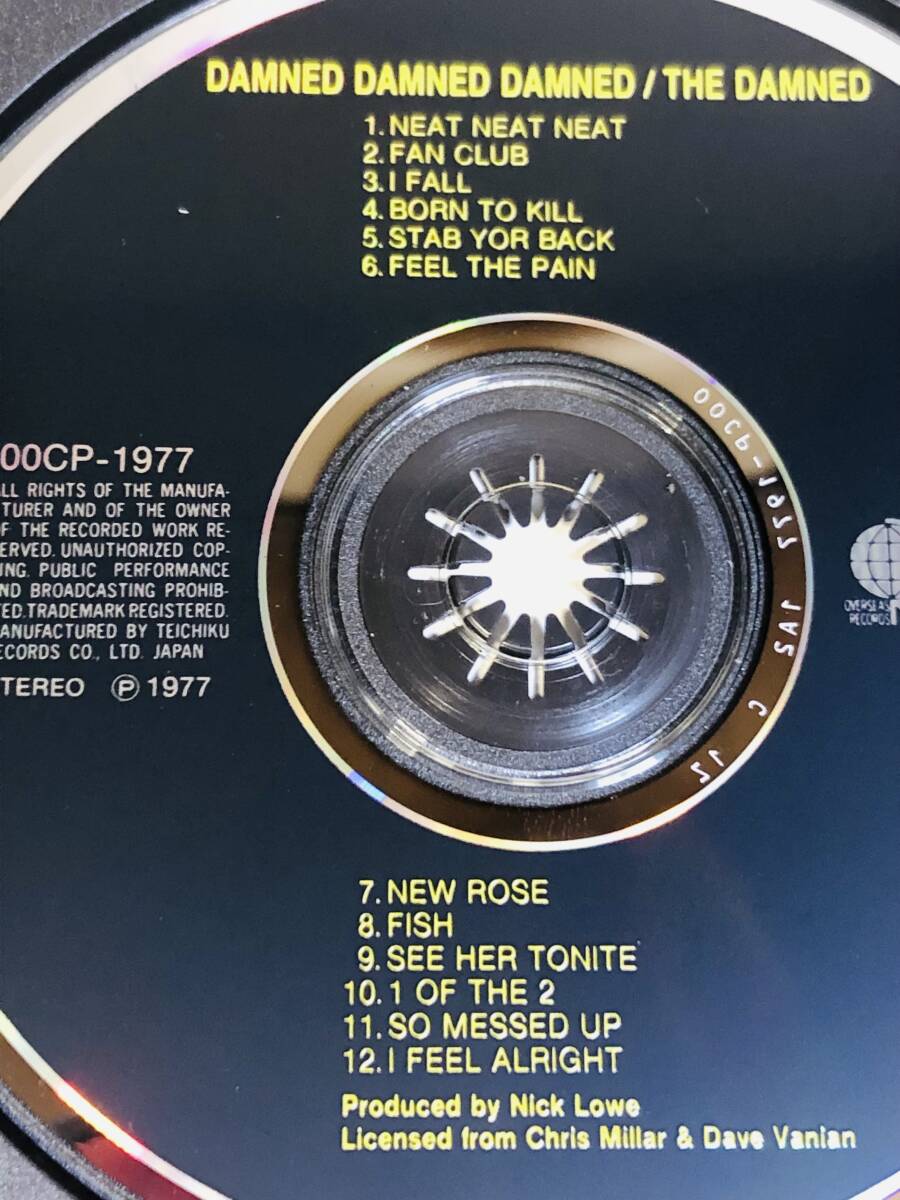 DAMNED DAMNED DAMNED / THE DAMNED
1. NEAT NEAT NEAT
2. FAN CLUB
3. I FALL
4. BORN TO KILL
5. STAB YOR BACK
6. FEEL THE PAIN
00CP-1977
LL RIGHTS OF THE MANUFA-
TURER AND OF THE OWNER
F THE RECORDED WORK RE-
ERVED. UNAUTHORIZED COP-
ING. PUBLIC PERFORMANCE
ND BROADCASTING PROHIB-
TED. TRADEMARK REGISTERED.
ANUFACTURED BY TEICHIKU
ECORDS CO., LTD. JAPAN
TEREO Ⓟ 1977
OVERSEAS
RECORDS
7. NEW ROSE
8. FISH
9. SEE HER TONITE
10. 1 OF THE 2
11. SO MESSED UP
12. I FEEL ALRIGHT
Produced by Nick Lowe
Licensed from Chris Millar & Dave Vanian